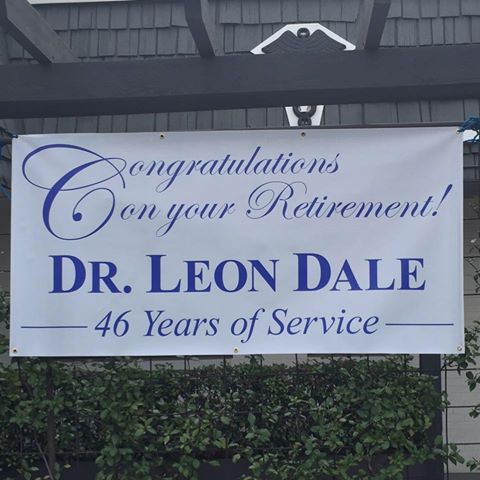 Congratulations
on your Retirement!
DR. LEON DALE
46 Years of Service